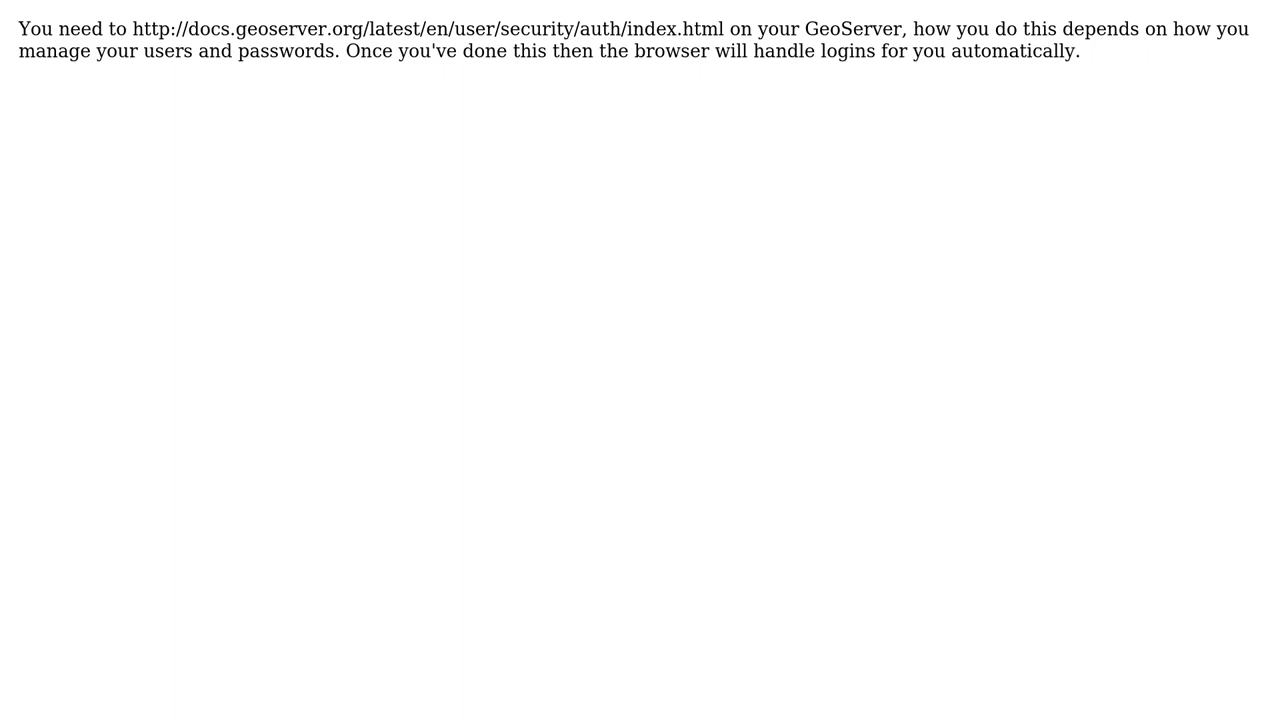 You need to http://docs.geoserver.org/latest/en/user/security/auth/index.html on your GeoServer, how you do this depends on how you
manage your users and passwords. Once you've done this then the browser will handle logins for you automatically.